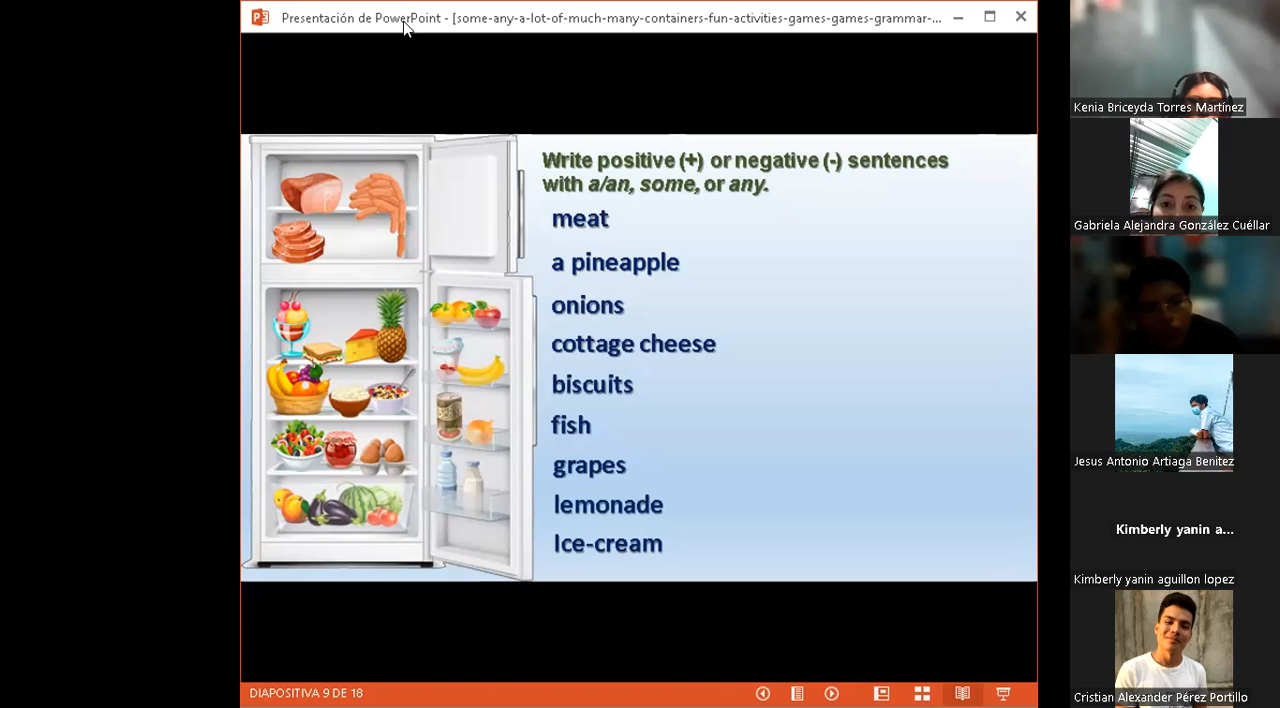 Presentación de PowerPoint - [some-any-a-lot-of-much-many-containers-fun-activities-games-games-grammar-...
Write positive (+) or negative (-) sentences
with a/an, some, or any.
meat
a pineapple
onions
cottage cheese
biscuits
fish
grapes
lemonade
Ice-cream
DIAPOSITIVA 9 DE 18
Kenia Briceyda Torres Martínez
Gabriela Alejandra González Cuéllar
Jesus Antonio Artiaga Benitez
Kimberly yanin a...
Kimberly yanin aguillon lopez
Cristian Alexander Pérez Portillo